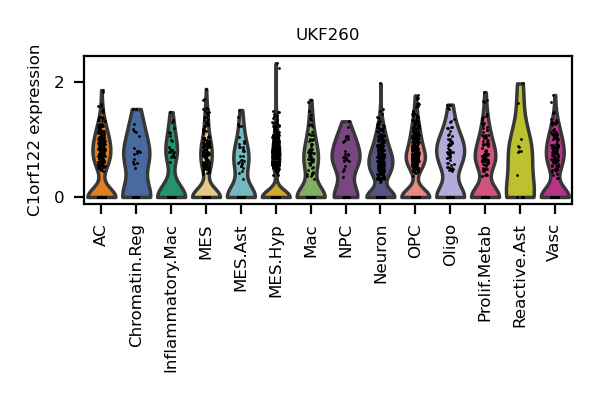 UKF260
C1orf122 expression
2
0
AC
Chromatin.Reg
Inflammatory.Mac
MES
MES.Ast
MES.Hyp
Mac
NPC
Neuron
OPC
Oligo
Prolif.Metab
Reactive.Ast
Vasc